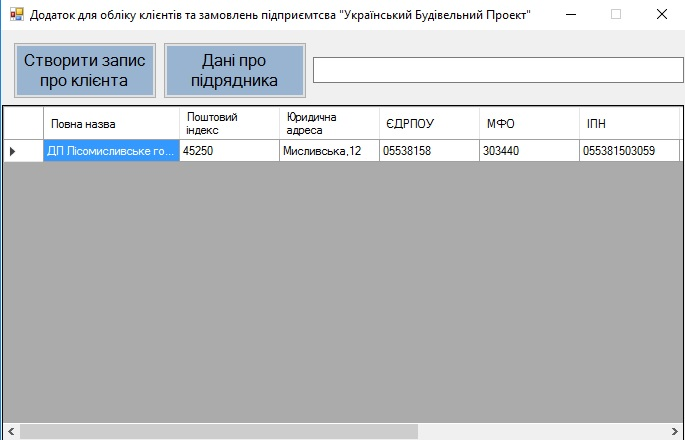 Додаток для обліку клієнтів та замовлень підприємтсва "Український Будівельний Проект"
Створити запис
про клієнта
Дані про
підрядника
Повна назва
Поштовий
індекс
Юридична
адреса
ЄДРПОУ
МФО
ІПН
ДП Лісомисливське го...
45250
Мисливська,12
05538158
303440
055381503059